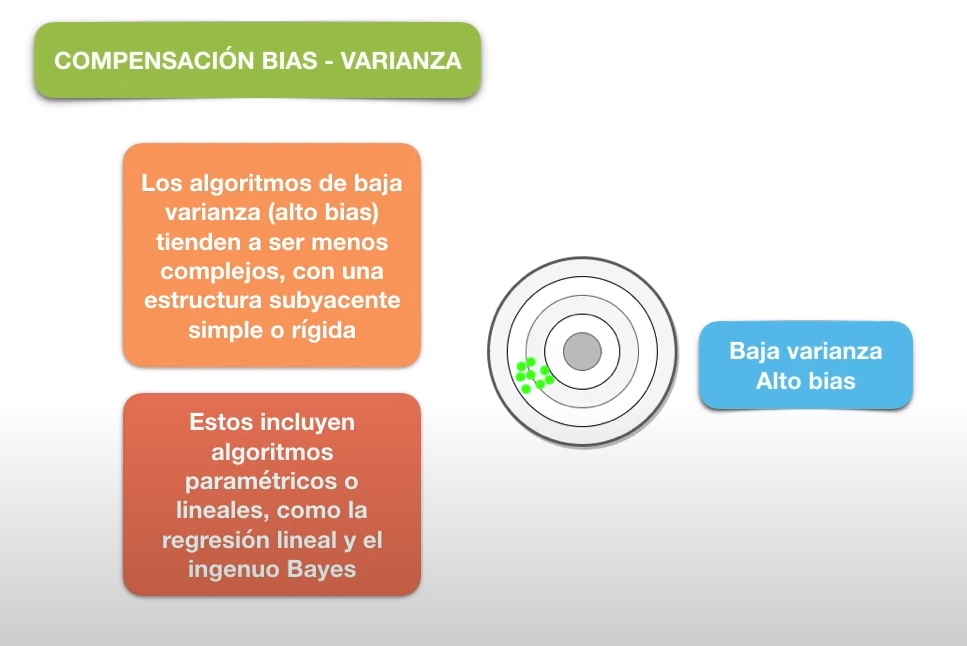 COMPENSACIÓN BIAS - VARIANZA
Los algoritmos de baja
varianza (alto bias)
tienden a ser menos
complejos, con una
estructura subyacente
simple o rígida
Baja varianza
Alto bias
Estos incluyen
algoritmos
paramétricos o
lineales, como la
regresión lineal y el
ingenuo Bayes